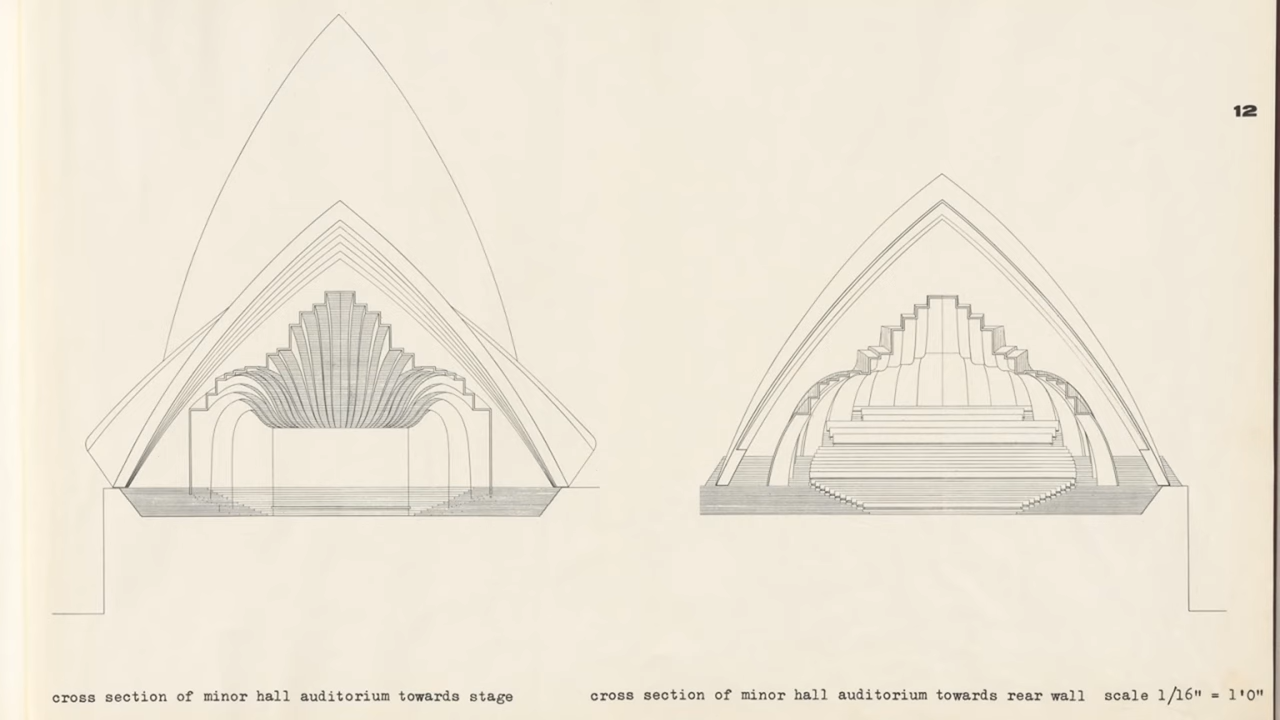 12
cross section of minor hall auditorium towards stage
cross section of minor hall auditorium towards rear wall scale 1/16" = 1'0"